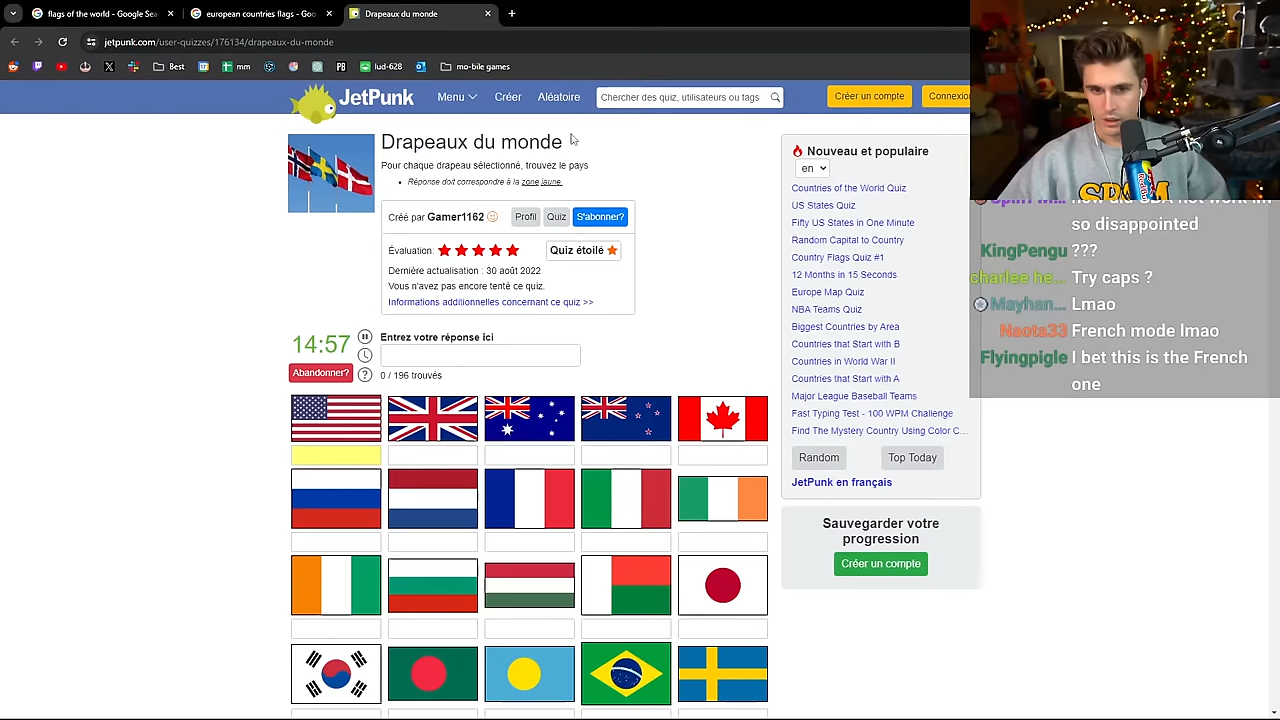 flags of the world - Google Sea
european countries flags - Goo
Drapeaux du monde
jetpunk.com/user-quizzes/176134/drapeaux-du-monde
Best
mm
iud-628
mo-bile games
JetPunk
Menu
Créer
Aléatoire
Chercher des quiz, utilisateurs ou tags
Créer un compte
Connexio
Drapeaux du monde
Pour chaque drapeau sélectionné, trouvez le pays
Réponse doit correspondre à la zone jaune.
Créé par Gamer1162
Profil
Quiz
S'abonner?
Évaluation:
Quiz étoilé
Dernière actualisation : 30 août 2022
Vous n'avez pas encore tenté ce quiz.
Informations additionnelles concernant ce quiz >>
14:57
Abandonner?
Entrez votre réponse ici
0 / 196 trouvés
Nouveau et populaire
en
Countries of the World Quiz
US States Quiz
Fifty US States in One Minute
Random Capital to Country
Country Flags Quiz #1
12 Months in 15 Seconds
Europe Map Quiz
NBA Teams Quiz
Biggest Countries by Area
Countries that Start with B
Countries in World War II
Countries that Start with A
Major League Baseball Teams
Fast Typing Test - 100 WPM Challenge
Find The Mystery Country Using Color C...
Random
Top Today
JetPunk en français
Sauvegarder votre
progression
Créer un compte
so disappointed
KingPengu ???
charlee he... Try caps ?
Mayhan... Lmao
Naota33 French mode lmao
Flyingpigle I bet this is the French
one